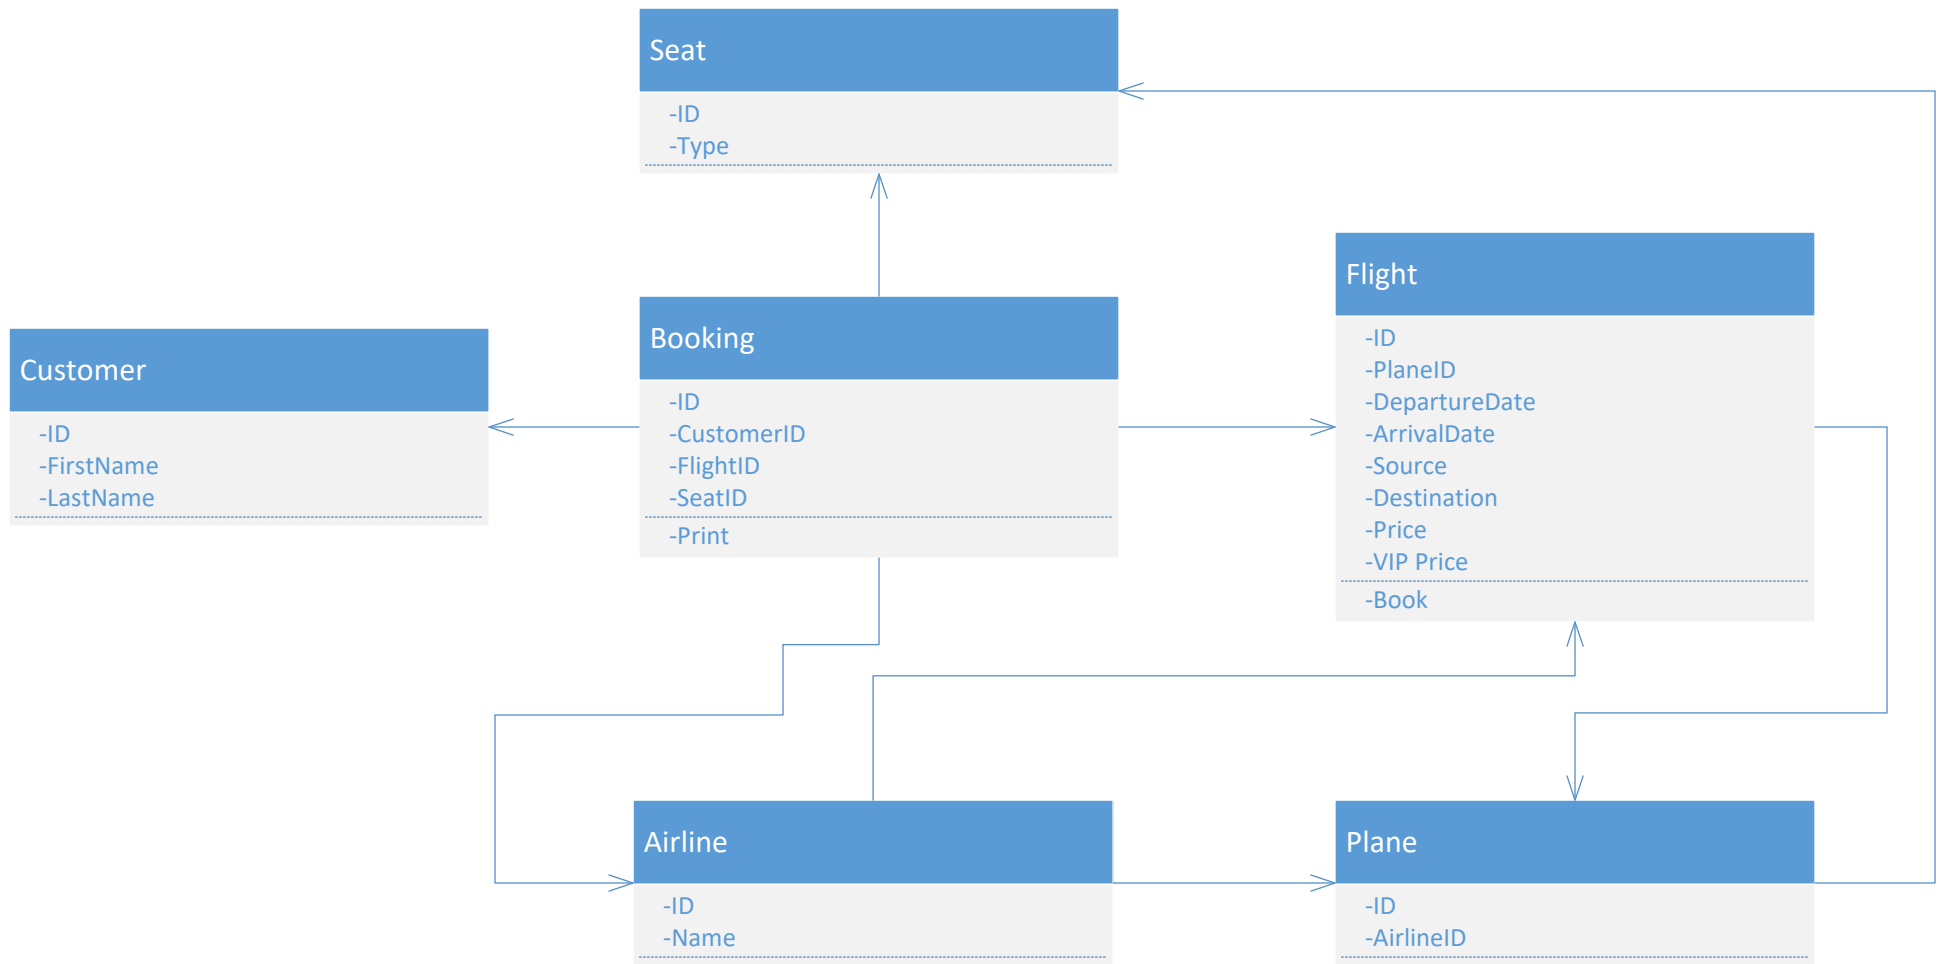 Seat
-ID
-Type
Customer
-ID
-FirstName
-LastName
Booking
-ID
-CustomerID
-FlightID
-SeatID
-Print
Flight
-ID
-PlaneID
-DepartureDate
-ArrivalDate
-Source
-Destination
-Price
-VIP Price
-Book
Airline
-ID
-Name
Plane
-ID
-AirlineID